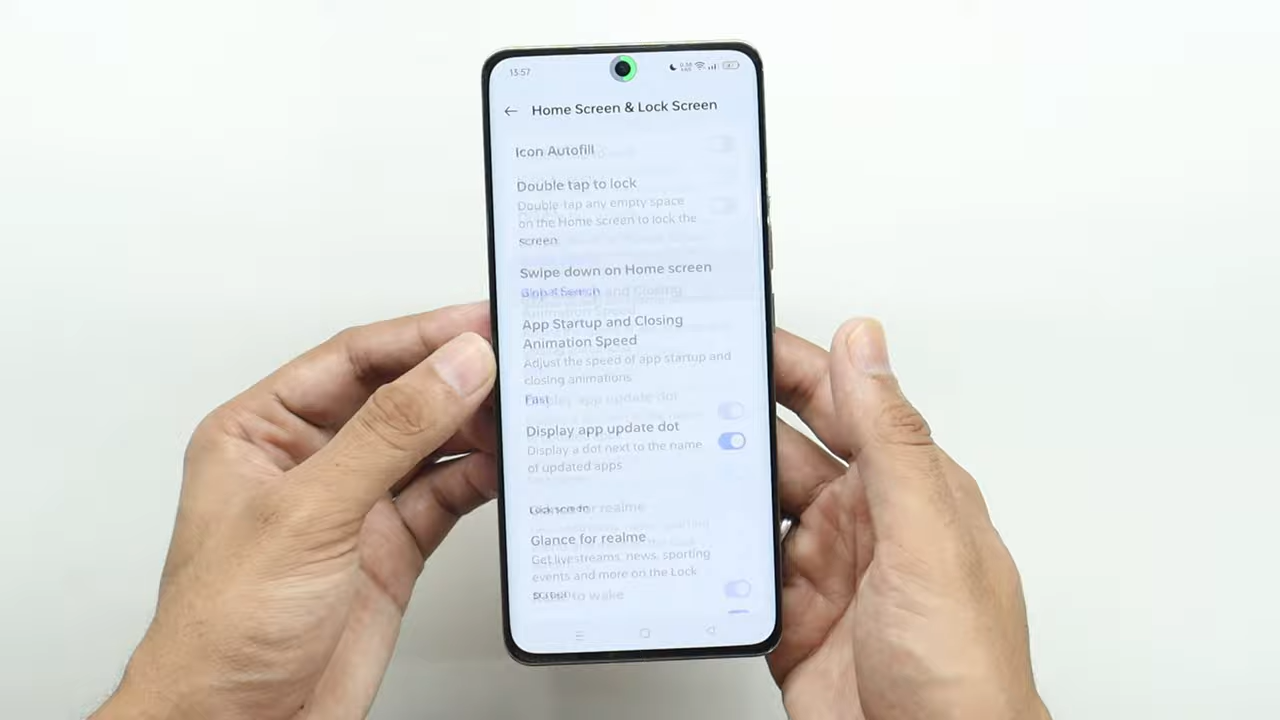 13:57
Home Screen & Lock Screen
Icon Autofill
Double tap to lock
Double-tap any empty space
on the Home screen to lock the
screen
Swipe down on Home screen
Global Search
App Startup and Closing
Animation Speed
Adjust the speed of app startup and
closing animations
Fast
Display app update dot
Display a dot next to the name
of updated apps
Lock screen
Glance for realme
Get livestreams, news, sporting
events and more on the Lock
screen